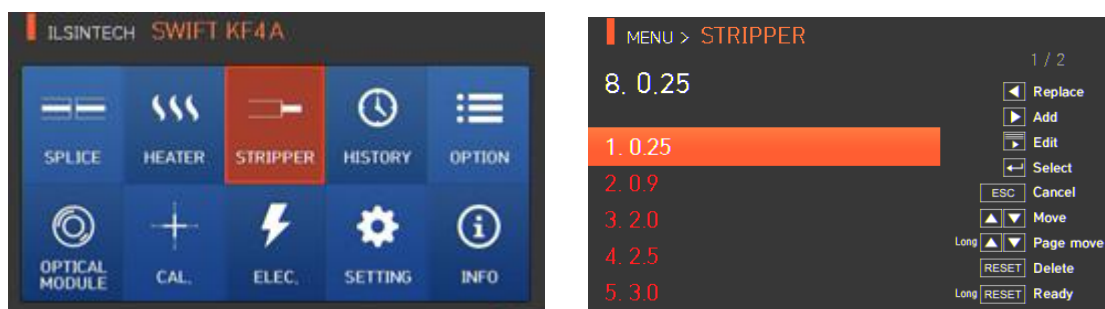 ILSINTECH SWIFT KF4A
SPLICE HEATER STRIPPER HISTORY OPTION
OPTICAL MODULE CAL. ELEC. SETTING INFO
MENU > STRIPPER
1 / 2
8. 0.25
1. 0.25
2. 0.9
3. 2.0
4. 2.5
5. 3.0
Replace
Add
Edit
Select
ESC Cancel
Move
Long Page move
RESET Delete
Long RESET Ready